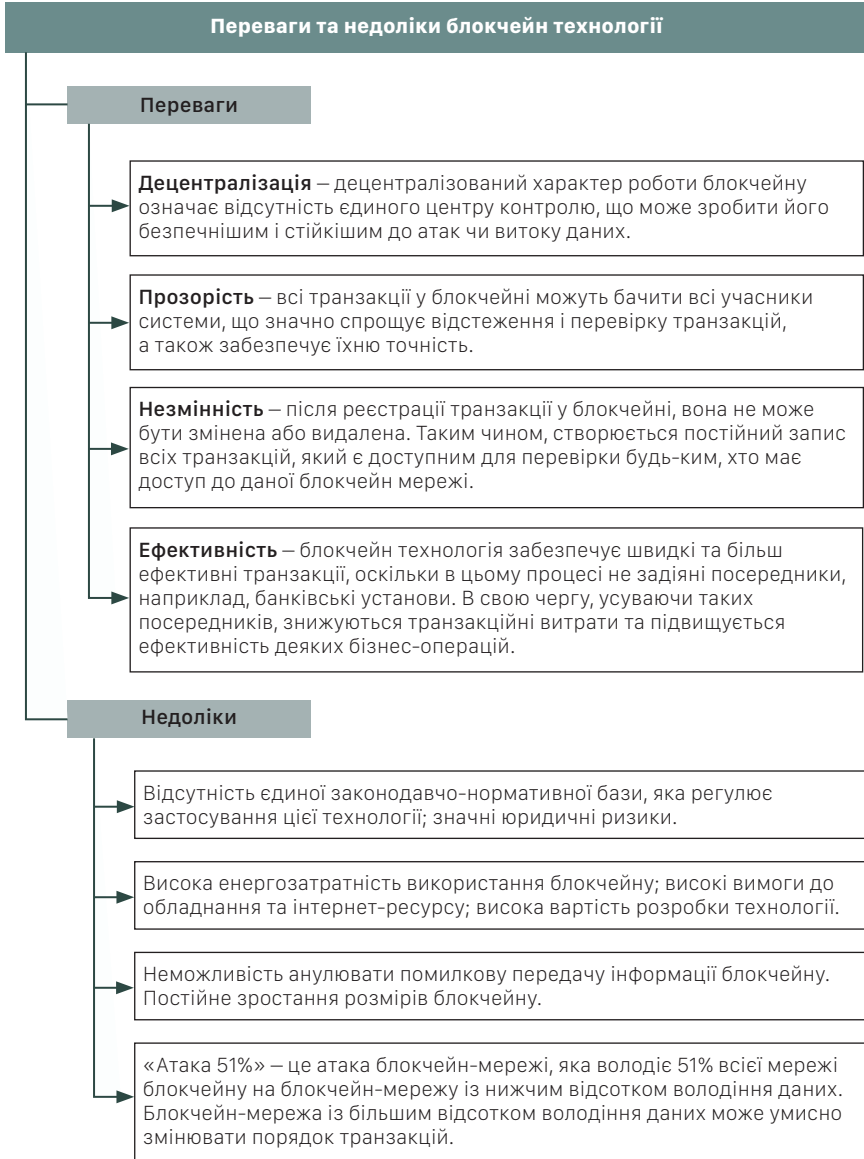 Переваги та недоліки блокчейн технології
Переваги
Децентралізація – децентралізований характер роботи блокчейну
означає відсутність єдиного центру контролю, що може зробити його
безпечнішим і стійкішим до атак чи витоку даних.
Прозорість – всі транзакції у блокчейні можуть бачити всі учасники
системи, що значно спрощує відстеження і перевірку транзакцій,
а також забезпечує їхню точність.
Незмінність – після реєстрації транзакції у блокчейні, вона не може
бути змінена або видалена. Таким чином, створюється постійний запис
всіх транзакцій, який є доступним для перевірки будь-ким, хто має
доступ до даної блокчейн мережі.
Ефективність – блокчейн технологія забезпечує швидкі та більш
ефективні транзакції, оскільки в цьому процесі не задіяні посередники,
наприклад, банківські установи. В свою чергу, усуваючи таких
посередників, знижуються транзакційні витрати та підвищується
ефективність деяких бізнес-операцій.
Недоліки
Відсутність єдиної законодавчо-нормативної бази, яка регулює
застосування цієї технології; значні юридичні ризики.
Висока енергозатратність використання блокчейну; високі вимоги до
обладнання та інтернет-ресурсу; висока вартість розробки технології.
Неможливість анулювати помилкову передачу інформації блокчейну.
Постійне зростання розмірів блокчейну.
«Атака 51%» – це атака блокчейн-мережі, яка володіє 51% всієї мережі
блокчейну на блокчейн-мережу із нижчим відсотком володіння даних.
Блокчейн-мережа із більшим відсотком володіння даних може умисно
змінювати порядок транзакцій.